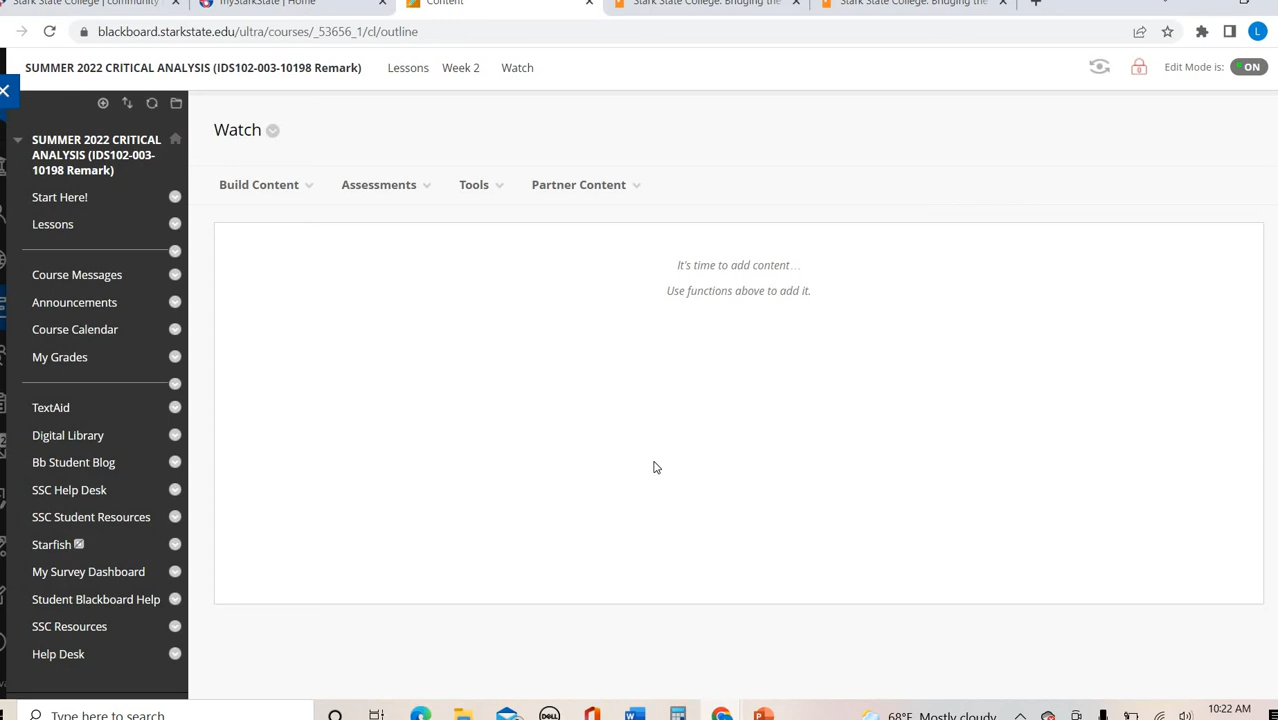 Stark State College | communit
MyStarkState | Home
Content
Stark State College: Bridging the
Stark State College: Bridging the
blackboard.starkstate.edu/ultra/courses/_53656_1/cl/outline
L
SUMMER 2022 CRITICAL ANALYSIS (IDS102-003-10198 Remark)
Lessons
Week 2
Watch
Edit Mode is:
ON
SUMMER 2022 CRITICAL
ANALYSIS (IDS102-003-
10198 Remark)
Start Here!
Lessons
Course Messages
Announcements
Course Calendar
My Grades
TextAid
Digital Library
Bb Student Blog
SSC Help Desk
SSC Student Resources
Starfish
My Survey Dashboard
Student Blackboard Help
SSC Resources
Help Desk
Watch
Build Content
Assessments
Tools
Partner Content
It's time to add content...
Use functions above to add it.
Type here to search
DELL
W
P
68°F Mostly cloudy
10:22 AM